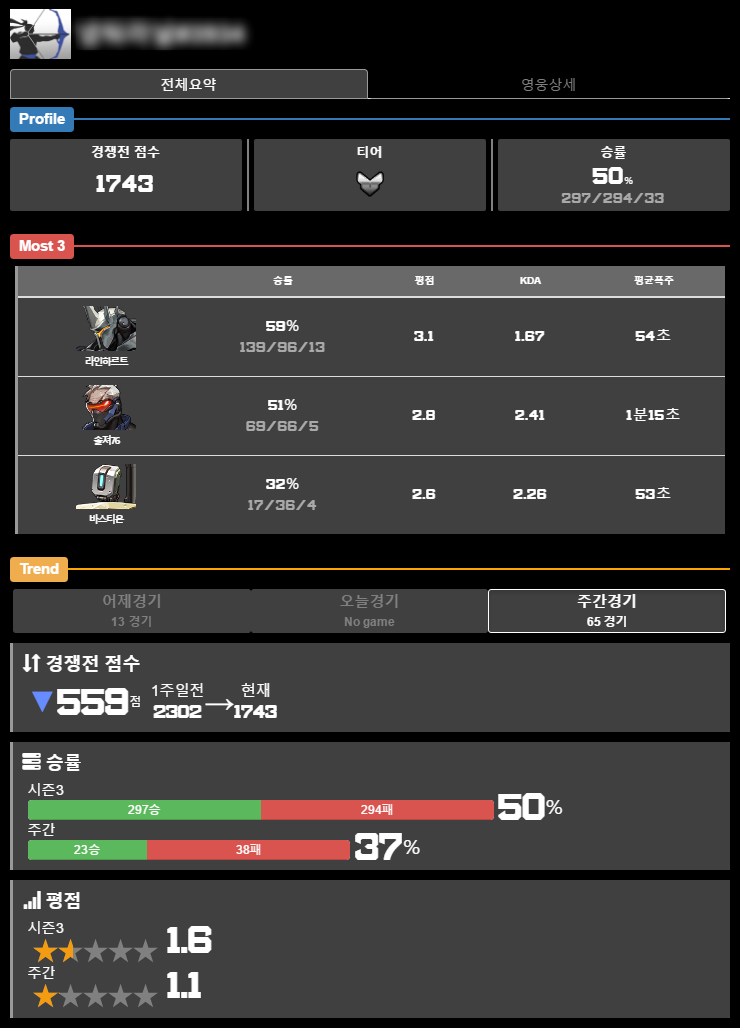 전체요약 영웅상세
Profile
경쟁전 점수 티어 승률
1743 50%
297/294/33
Most 3
승률 평점 KDA 평균폭주
라인하르트 59% 3.1 1.67 54초
139/96/13
솔저76 51% 2.8 2.41 1분15초
69/66/5
바스티온 32% 2.6 2.26 53초
17/36/4
Trend
어제경기 오늘경기 주간경기
13 경기 No game 65 경기
경쟁전 점수
▼559점 1주일전 → 현재
2302 1743
승률
시즌3
297승 294패 50%
주간
23승 38패 37%
평점
시즌3
1.6
주간
1.1